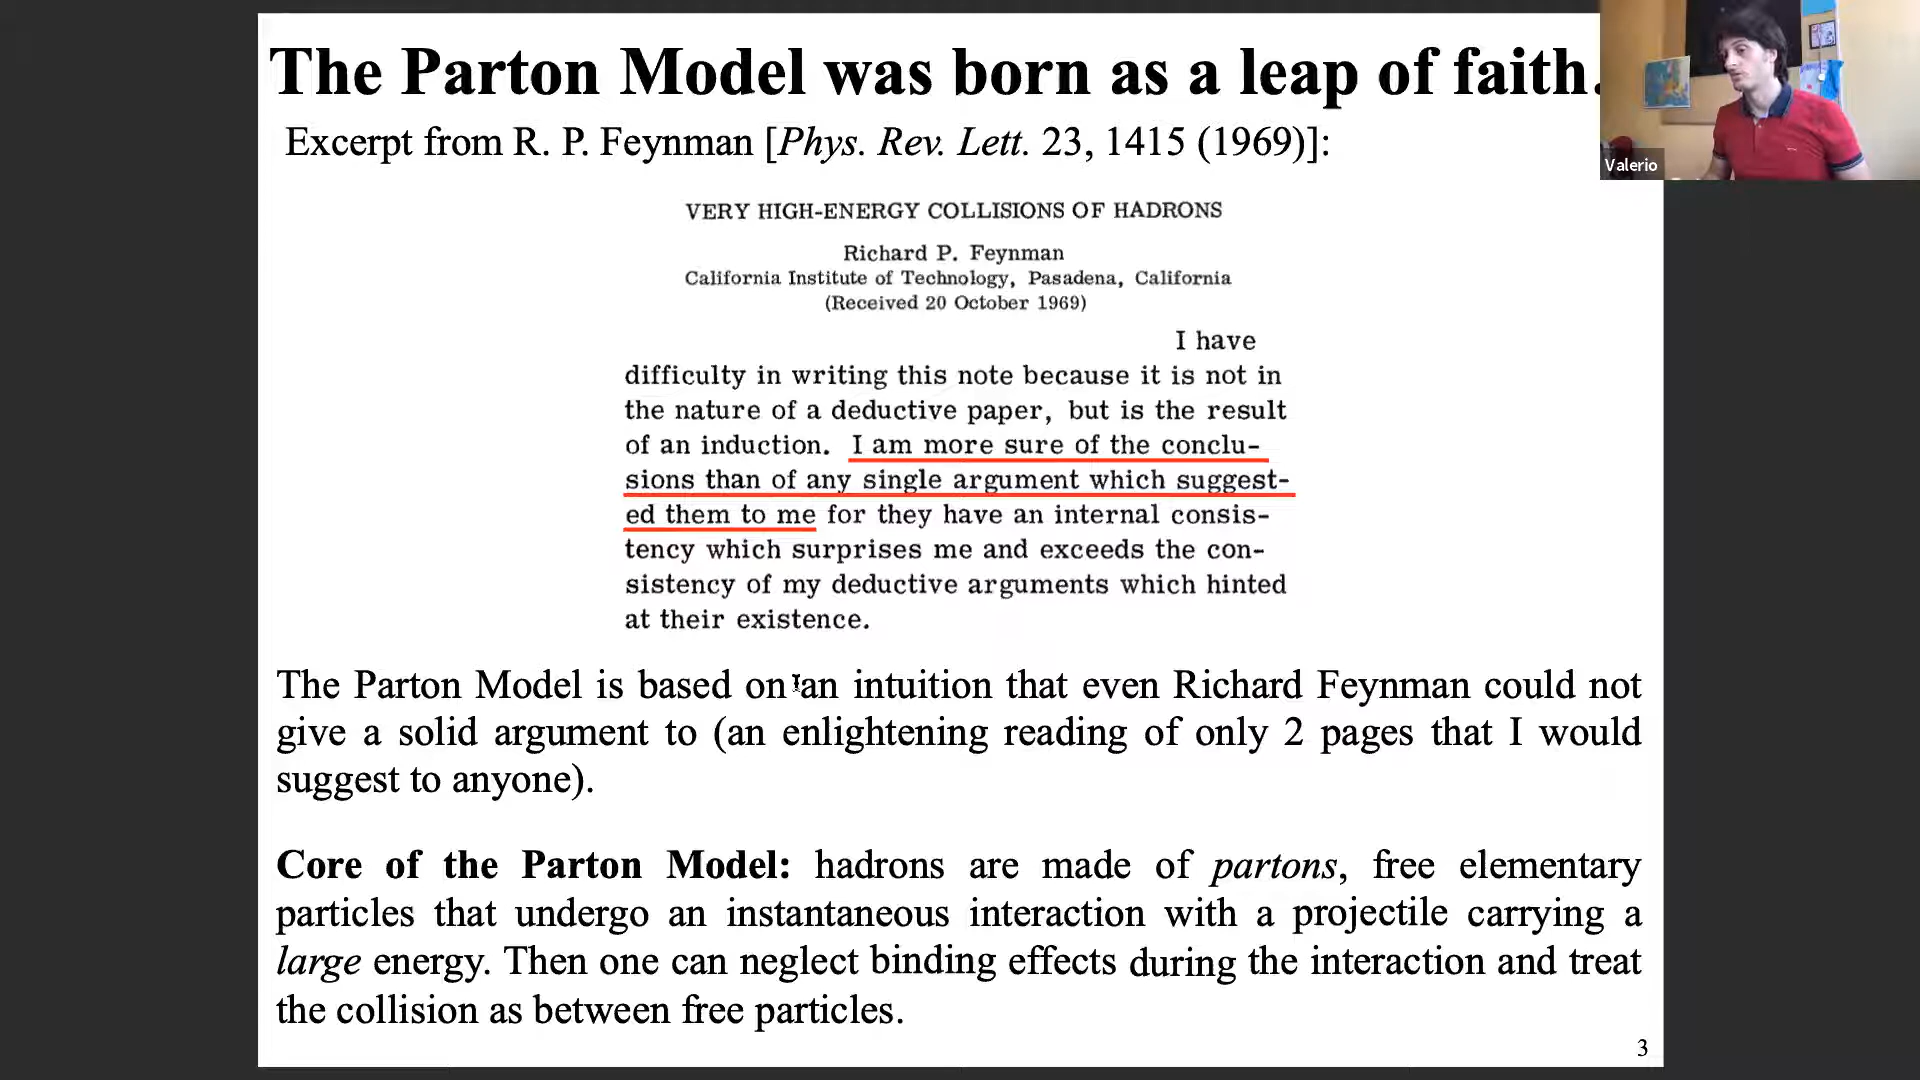 The Parton Model was born as a leap of faith.
Excerpt from R. P. Feynman [Phys. Rev. Lett. 23, 1415 (1969)]:
Valerio
VERY HIGH-ENERGY COLLISIONS OF HADRONS
Richard P. Feynman
California Institute of Technology, Pasadena, California
(Received 20 October 1969)
I have
difficulty in writing this note because it is not in
the nature of a deductive paper, but is the result
of an induction. I am more sure of the conclu-
sions than of any single argument which suggest-
ed them to me for they have an internal consis-
tency which surprises me and exceeds the con-
sistency of my deductive arguments which hinted
at their existence.
The Parton Model is based on an intuition that even Richard Feynman could not
give a solid argument to (an enlightening reading of only 2 pages that I would
suggest to anyone).
Core of the Parton Model: hadrons are made of partons, free elementary
particles that undergo an instantaneous interaction with a projectile carrying a
large energy. Then one can neglect binding effects during the interaction and treat
the collision as between free particles.
3